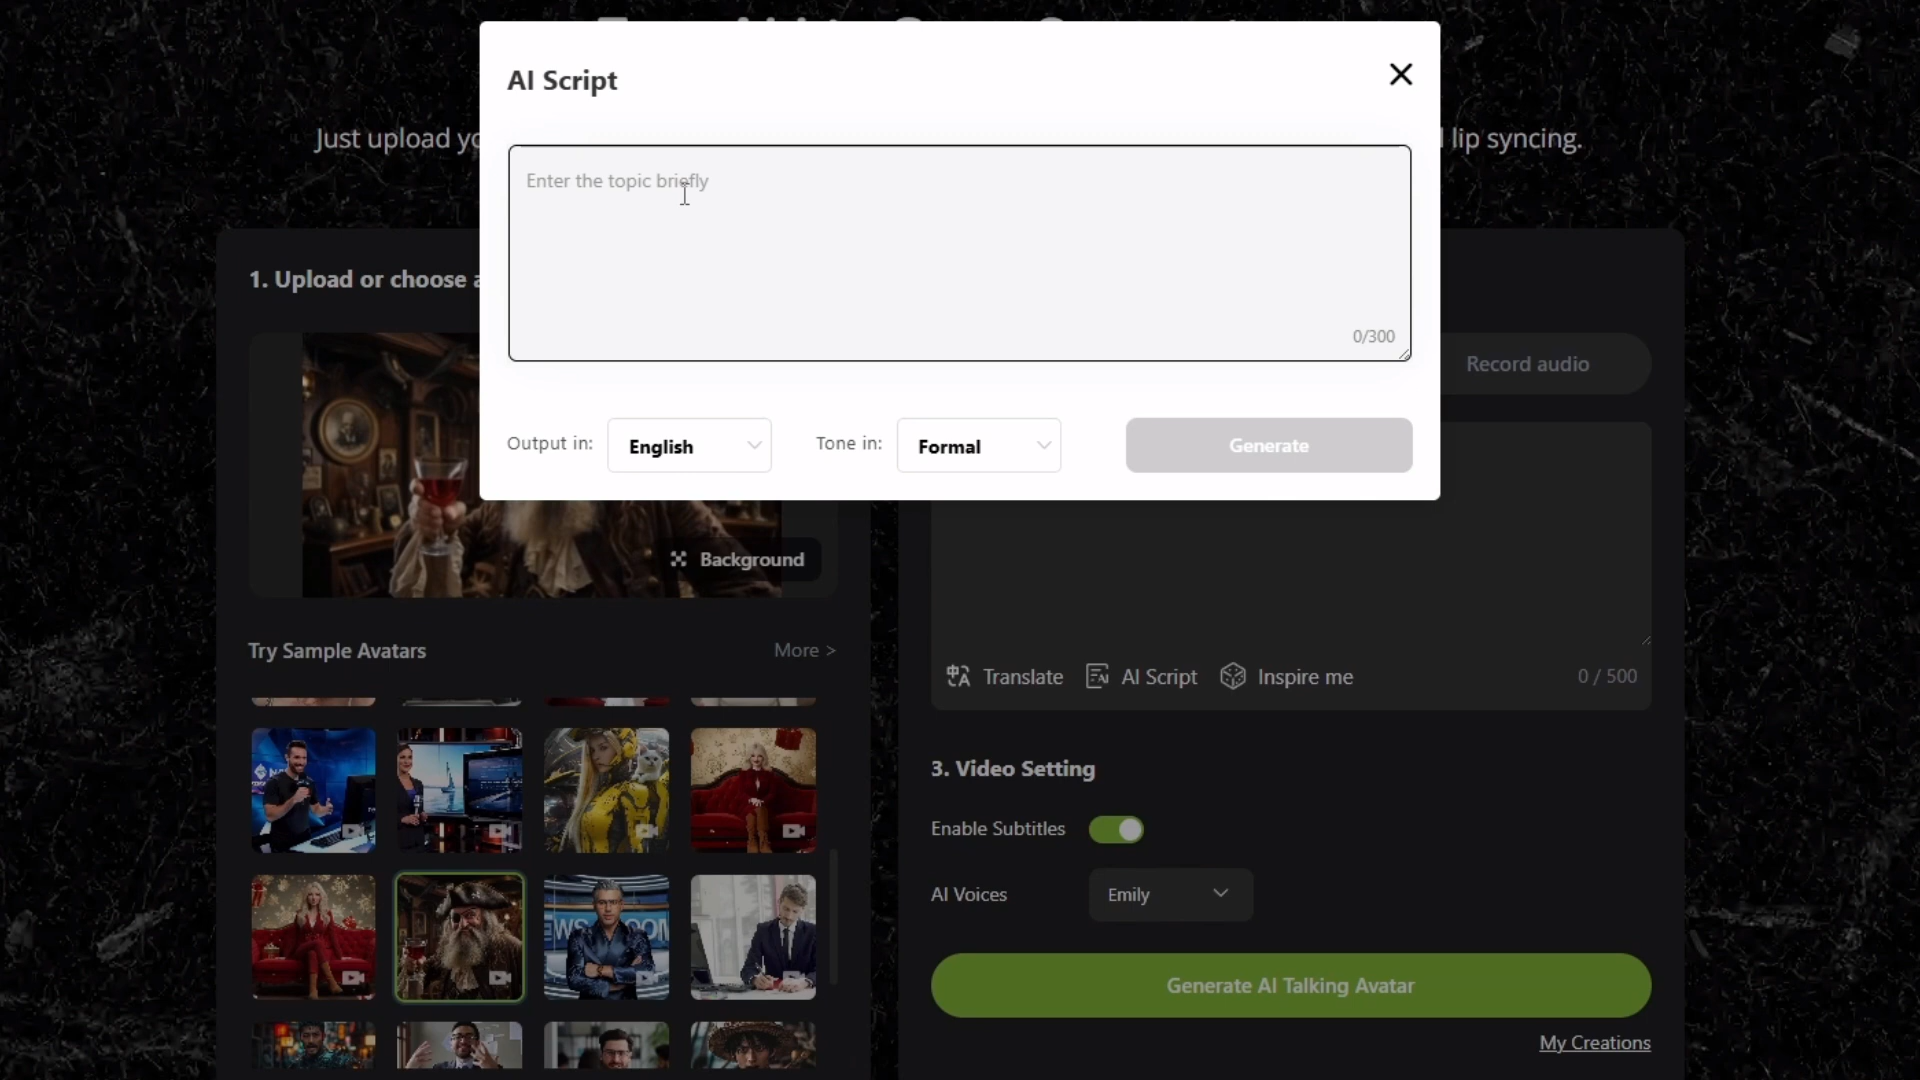 AI Script
Just upload yo
l lip syncing.
Enter the topic briefly
0/300
1. Upload or choose a
Record audio
Output in:
English
Tone in:
Formal
Generate
Background
Try Sample Avatars
More >
Translate
AI Script
Inspire me
0 / 500
3. Video Setting
Enable Subtitles
AI Voices
Emily
Generate AI Talking Avatar
My Creations